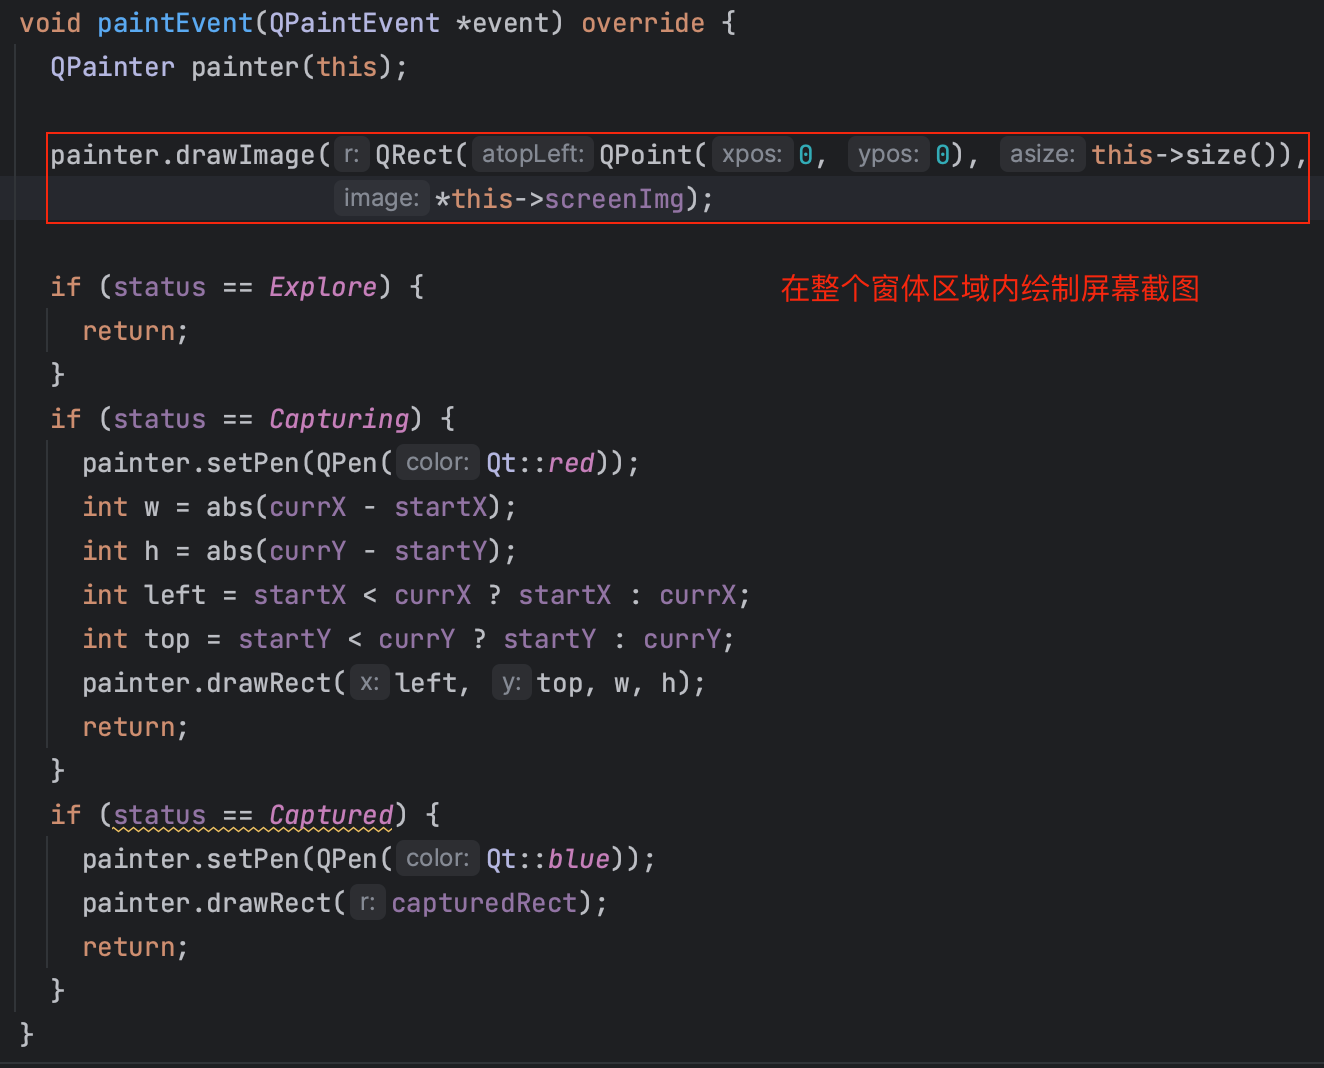 void paintEvent(QPaintEvent *event) override {
QPainter painter(this);
painter.drawImage( r: QRect( atopLeft: QPoint( xpos: 0, ypos: 0), asize: this->size()),
image: *this->screenImg);
if (status == Explore) {
在整个窗体区域内绘制屏幕截图
return;
}
if (status == Capturing) {
painter.setPen(QPen( color: Qt::red));
int w = abs(currX - startX);
int h = abs(currY - startY);
int left = startX < currX ? startX : currX;
int top = startY < currY ? startY : currY;
painter.drawRect( x: left, y: top, w, h);
return;
}
if (status == Captured) {
painter.setPen(QPen( color: Qt::blue));
painter.drawRect( r: capturedRect);
return;
}
}